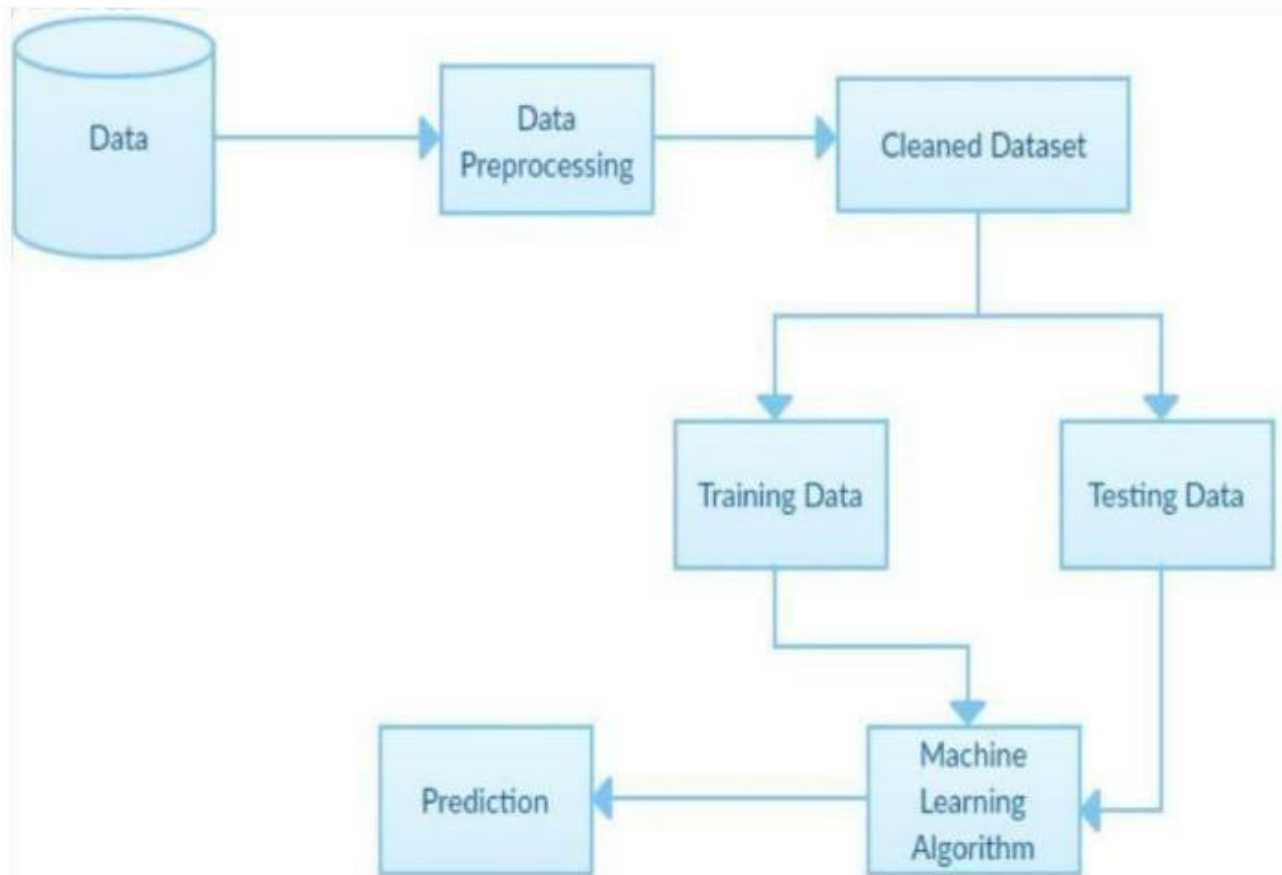 Data
Data
Preprocessing
Cleaned Dataset
Training Data
Testing Data
Prediction
Machine
Learning
Algorithm